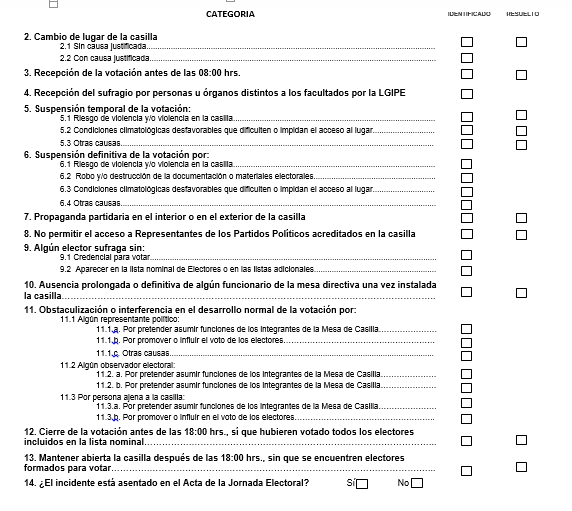 CATEGORIA IDENTIFICADO RESUELTO
2. Cambio de lugar de la casilla
2.1 Sin causa justificada
2.2 Con causa justificada
3. Recepción de la votación antes de las 08:00 hrs.
4. Recepción del sufragio por personas u órganos distintos a los facultados por la LGIPE
5. Suspensión temporal de la votación:
5.1 Riesgo de violencia y/o violencia en la casilla
5.2 Condiciones climatológicas desfavorables que dificulten o impidan el acceso al lugar
5.3 Otras causas
6. Suspensión definitiva de la votación por:
6.1 Riesgo de violencia y/o violencia en la casilla
6.2 Robo y/o destrucción de la documentación o materiales electorales
6.3 Condiciones climatológicas desfavorables que dificulten o impidan el acceso al lugar
6.4 Otras causas
7. Propaganda partidaria en el interior o en el exterior de la casilla
8. No permitir el acceso a Representantes de los Partidos Políticos acreditados en la casilla
9. Algún elector sufraga sin:
9.1 Credencial para votar
9.2 Aparecer en la lista nominal de Electores o en las listas adicionales
10. Ausencia prolongada o definitiva de algún funcionario de la mesa directiva una vez instalada
la casilla
11. Obstaculización o interferencia en el desarrollo normal de la votación por:
11.1 Algún representante político:
11.1.a. Por pretender asumir funciones de los integrantes de la Mesa de Casilla
11.1.b. Por promover o influir el voto de los electores
11.1.c. Otras causas
11.2 Algún observador electoral:
11.2. a. Por pretender asumir funciones de los integrantes de la Mesa de Casilla
11.2. b. Por pretender asumir funciones de los integrantes de la Mesa de Casilla
11.3 Por persona ajena a la casilla:
11.3.a. Por pretender asumir funciones de los integrantes de la Mesa de Casilla
11.3.b. Por promover o influir en el voto de los electores
12. Cierre de la votación antes de las 18:00 hrs., si que hubieren votado todos los electores
incluidos en la lista nominal
13. Mantener abierta la casilla después de las 18:00 hrs., sin que se encuentren electores
formados para votar
14. ¿El incidente está asentado en el Acta de la Jornada Electoral? Sí No